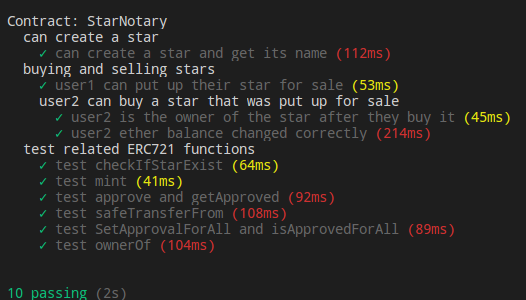 Contract: StarNotary
can create a star
✓ can create a star and get its name (112ms)
buying and selling stars
✓ user1 can put up their star for sale (53ms)
user2 can buy a star that was put up for sale
✓ user2 is the owner of the star after they buy it (45ms)
✓ user2 ether balance changed correctly (214ms)
test related ERC721 functions
✓ test checkIfStarExist (64ms)
✓ test mint (41ms)
✓ test approve and getApproved (92ms)
✓ test safeTransferFrom (108ms)
✓ test SetApprovalForAll and isApprovedForAll (89ms)
✓ test ownerOf (104ms)
10 passing (2s)